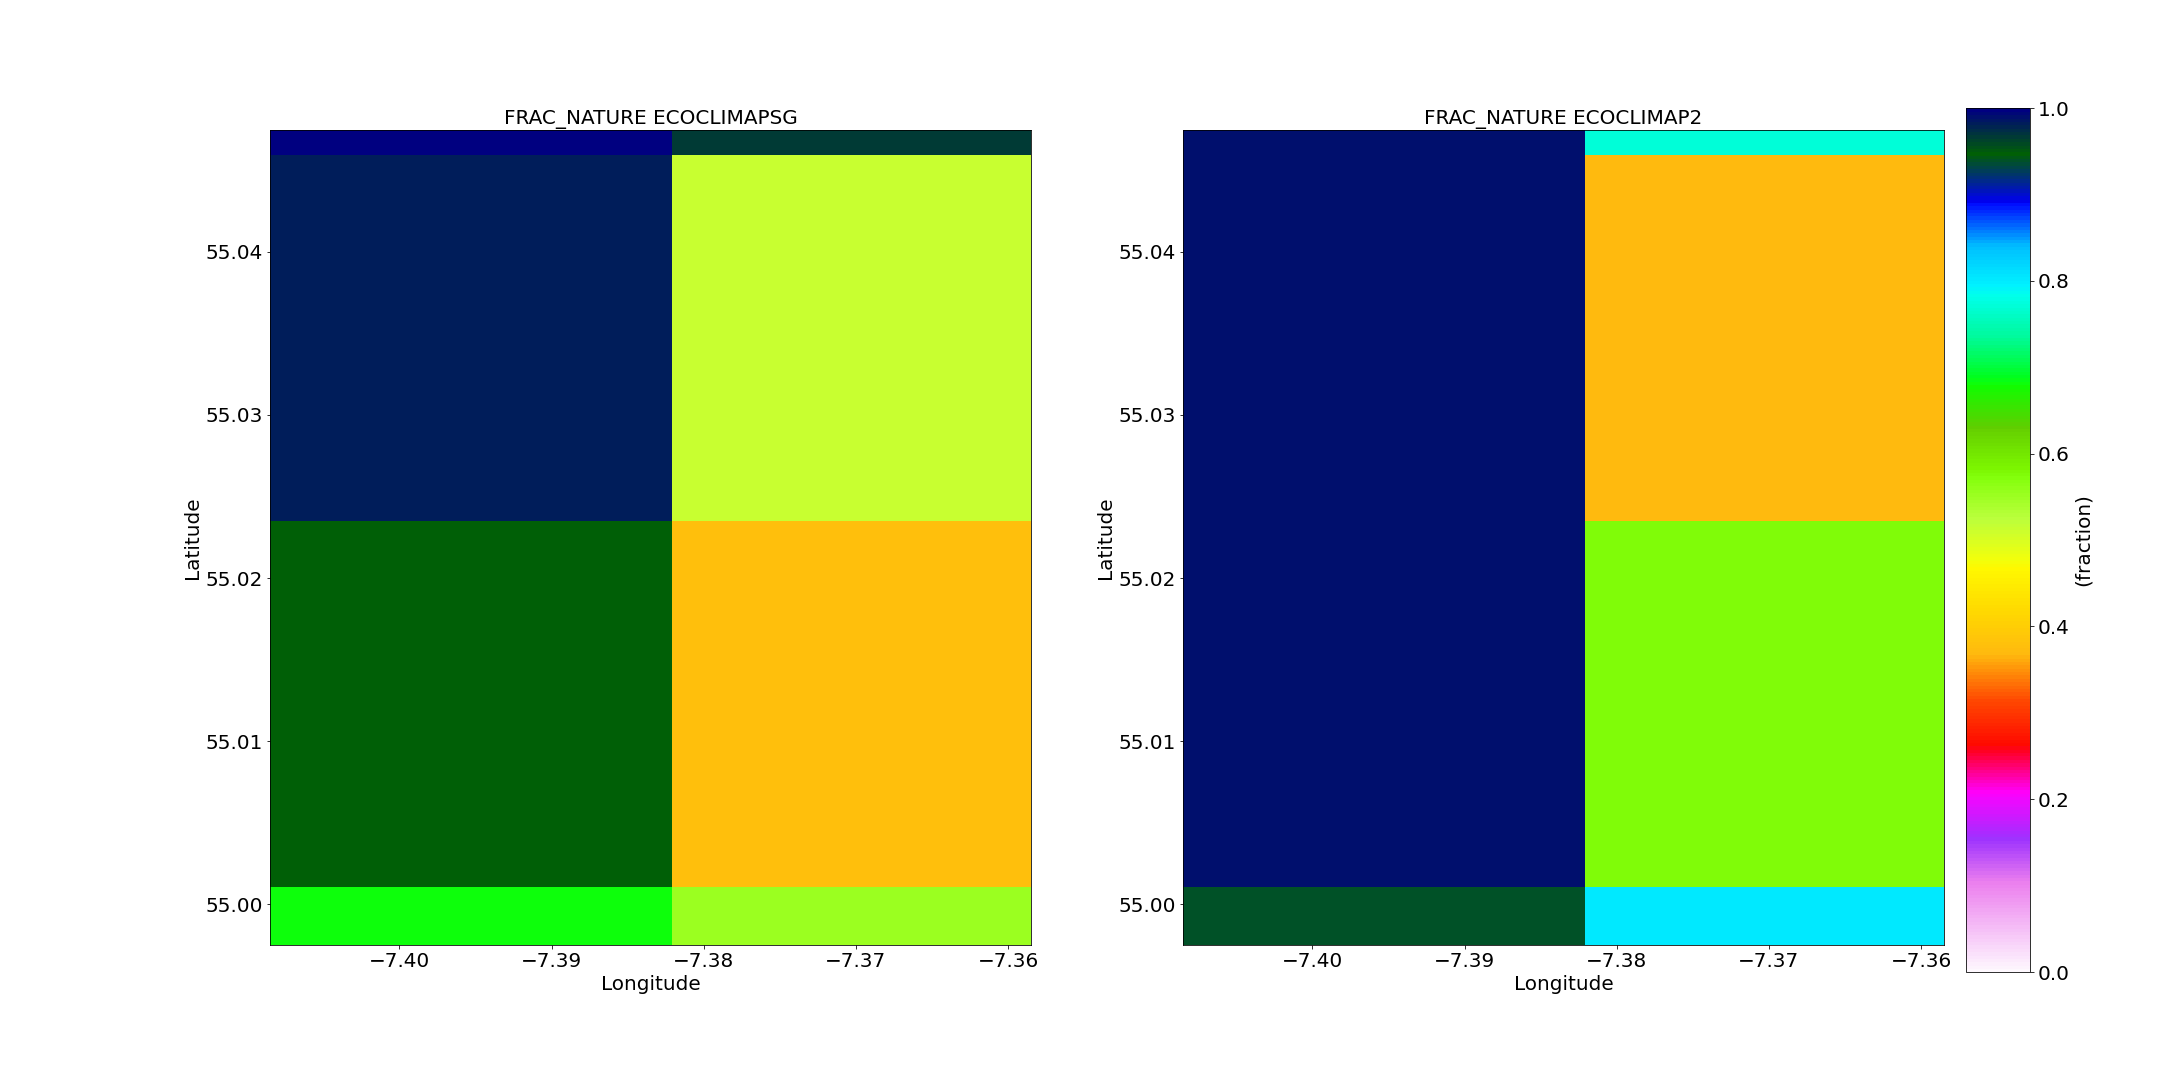 FRAC_NATURE ECOCLIMAPSG
55.04
55.03
55.02
55.01
55.00
Latitude
−7.40 −7.39 −7.38 −7.37 −7.36
Longitude
FRAC_NATURE ECOCLIMAP2
55.04
55.03
55.02
55.01
55.00
Latitude
−7.40 −7.39 −7.38 −7.37 −7.36
Longitude
1.0
0.8
0.6
0.4
0.2
0.0
(fraction)